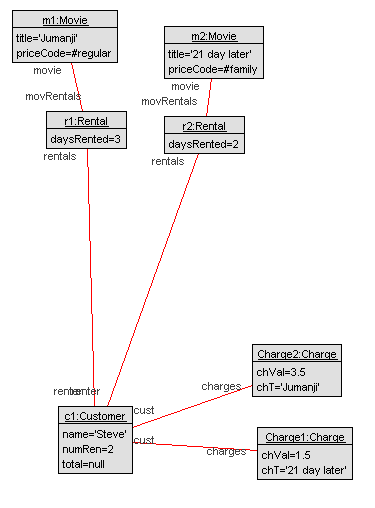 m1:Movie
title='Jumanji'
priceCode=#regular
m2:Movie
title='21 day later'
priceCode=#family
movie
movie
movRentals
movRentals
r1:Rental
daysRented=3
r2:Rental
daysRented=2
rentals
rentals
Charge2:Charge
chVal=3.5
chT='Jumanji'
charges
renter
renter
cust
c1:Customer
name='Steve'
numRen=2
total=null
cust
charges
Charge1:Charge
chVal=1.5
chT='21 day later'